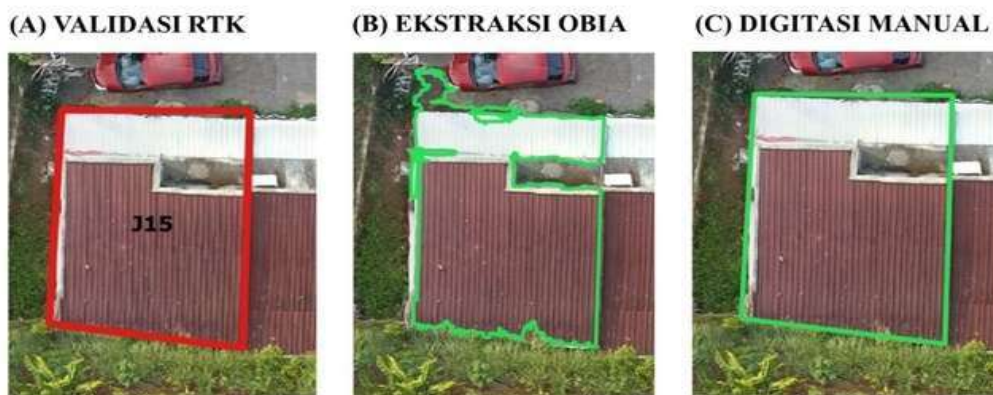 (A) VALIDASI RTK
(B) EKSTRAKSI OBIA
(C) DIGITASI MANUAL
J15